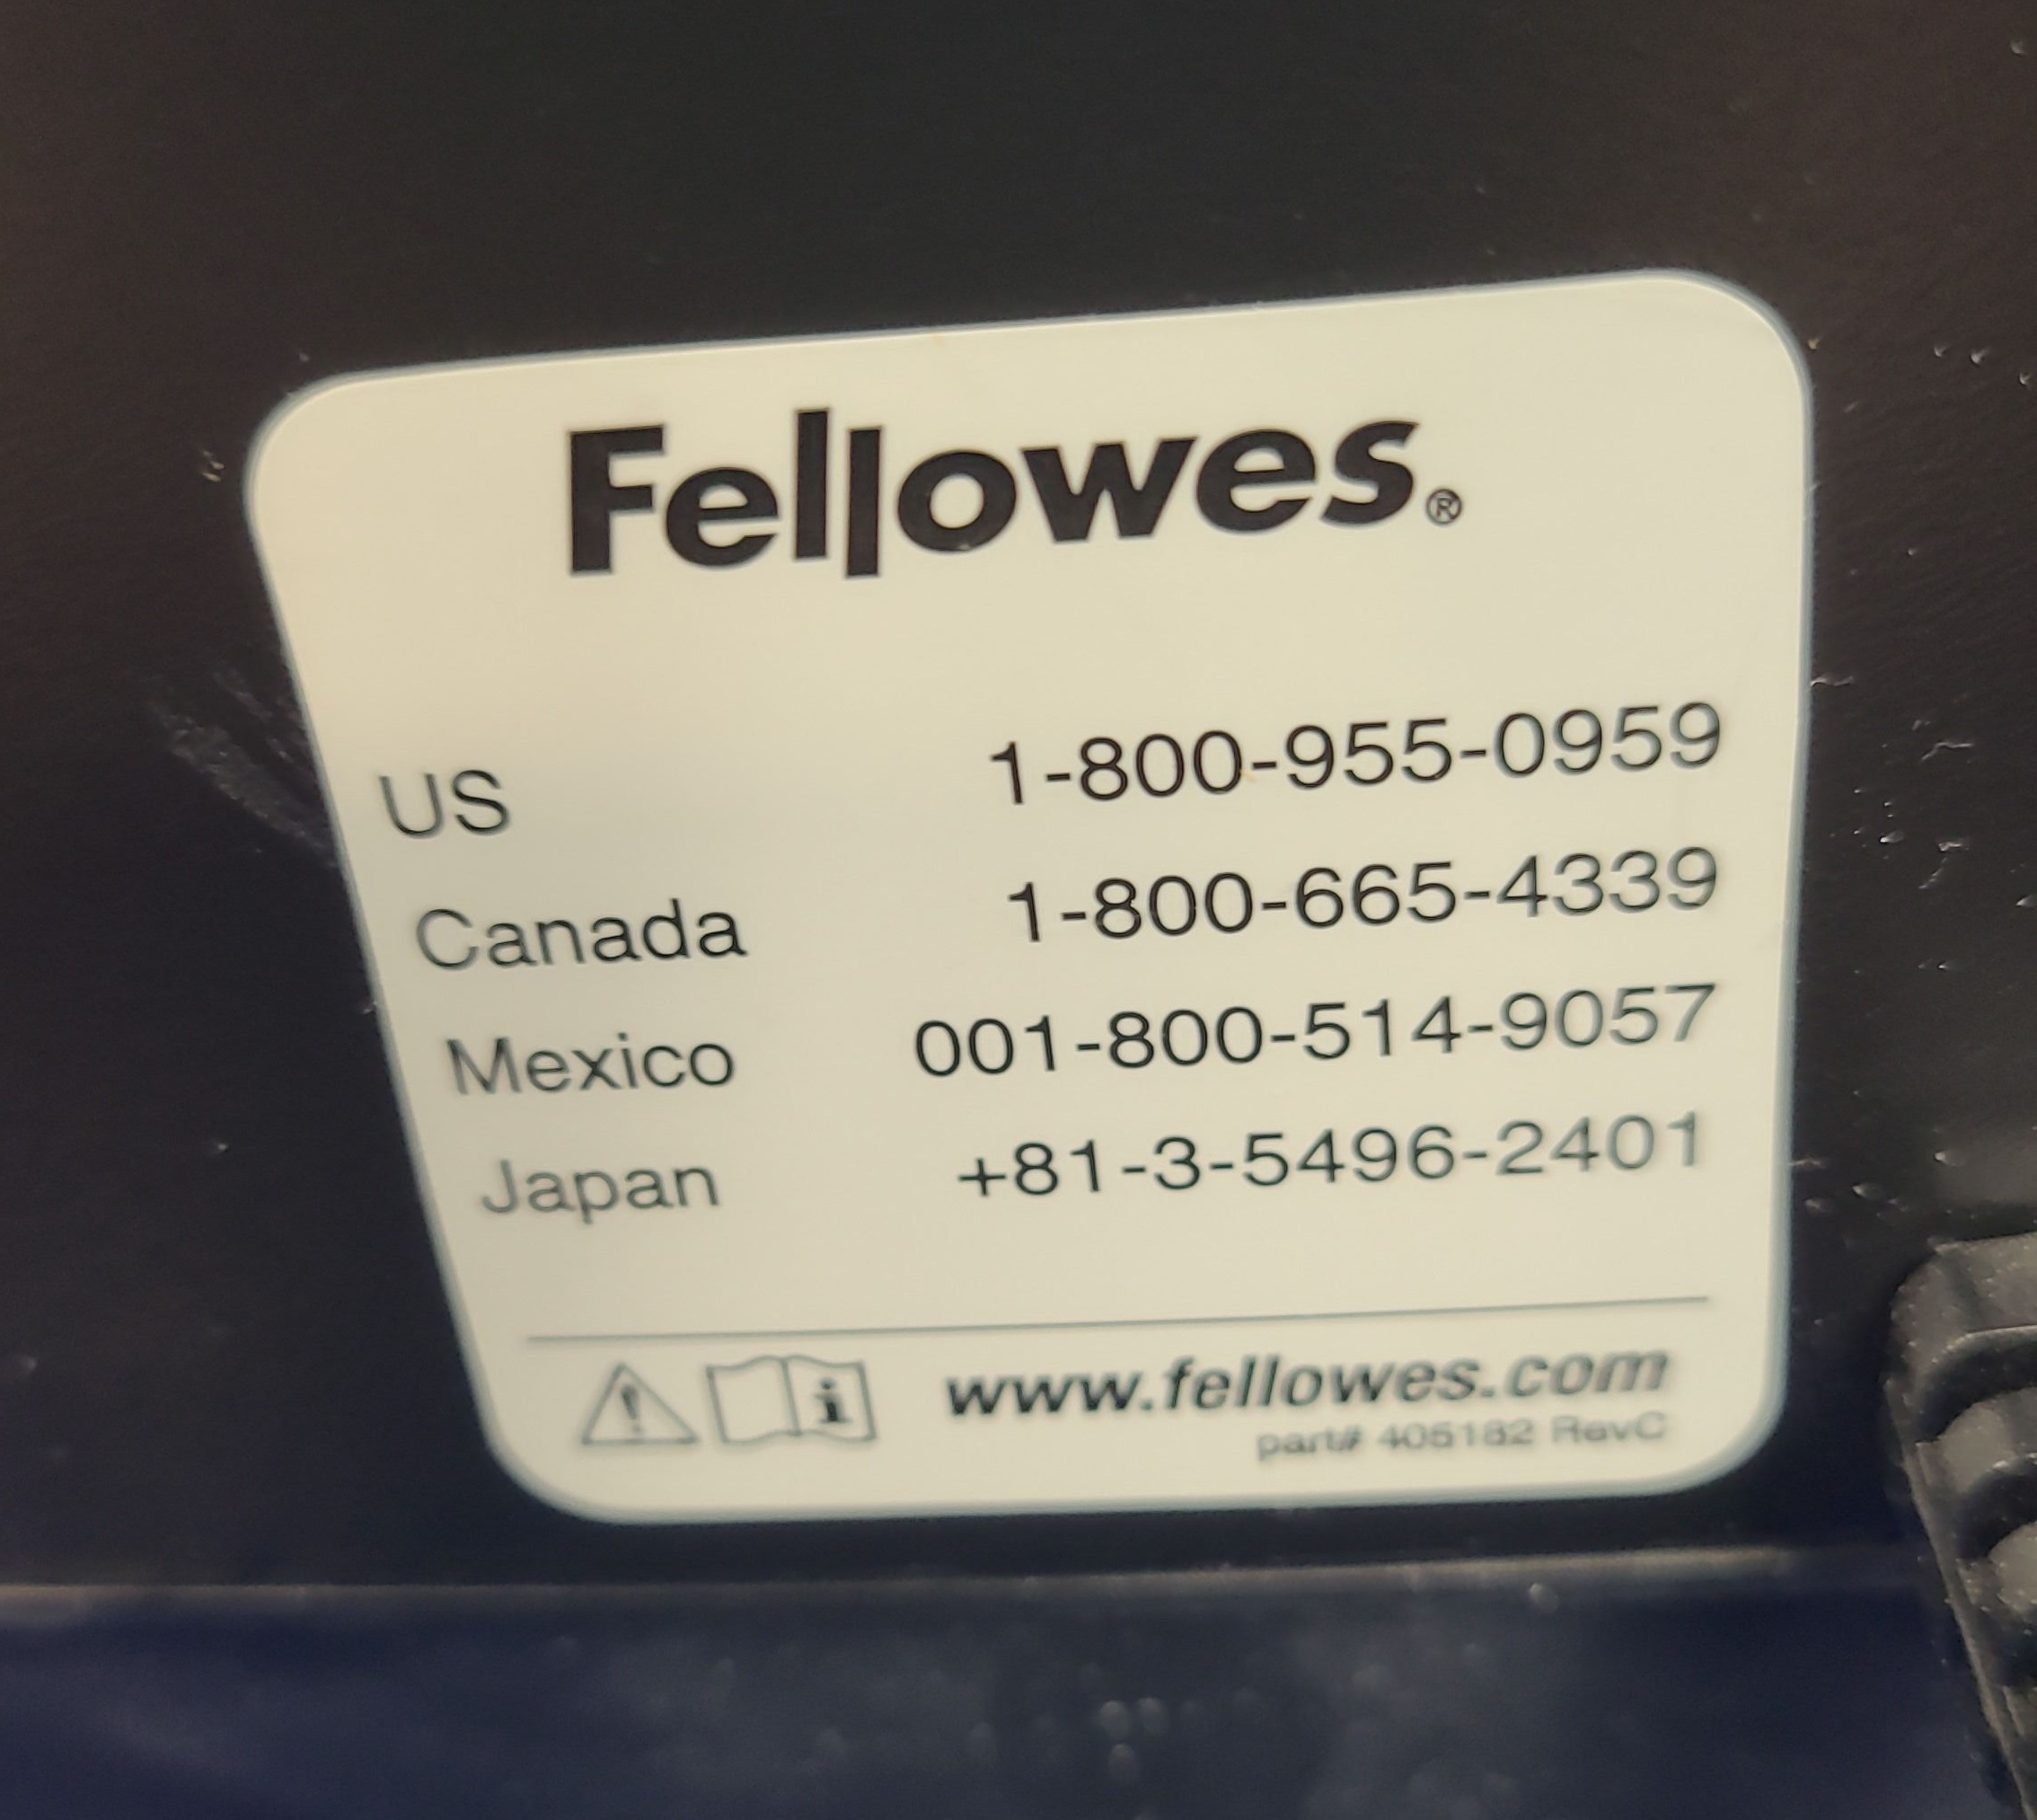 Fellowes®
US 1-800-955-0959
Canada 1-800-665-4339
Mexico 001-800-514-9057
Japan +81-3-5496-2401
www.fellowes.com
part# 405182 RevC